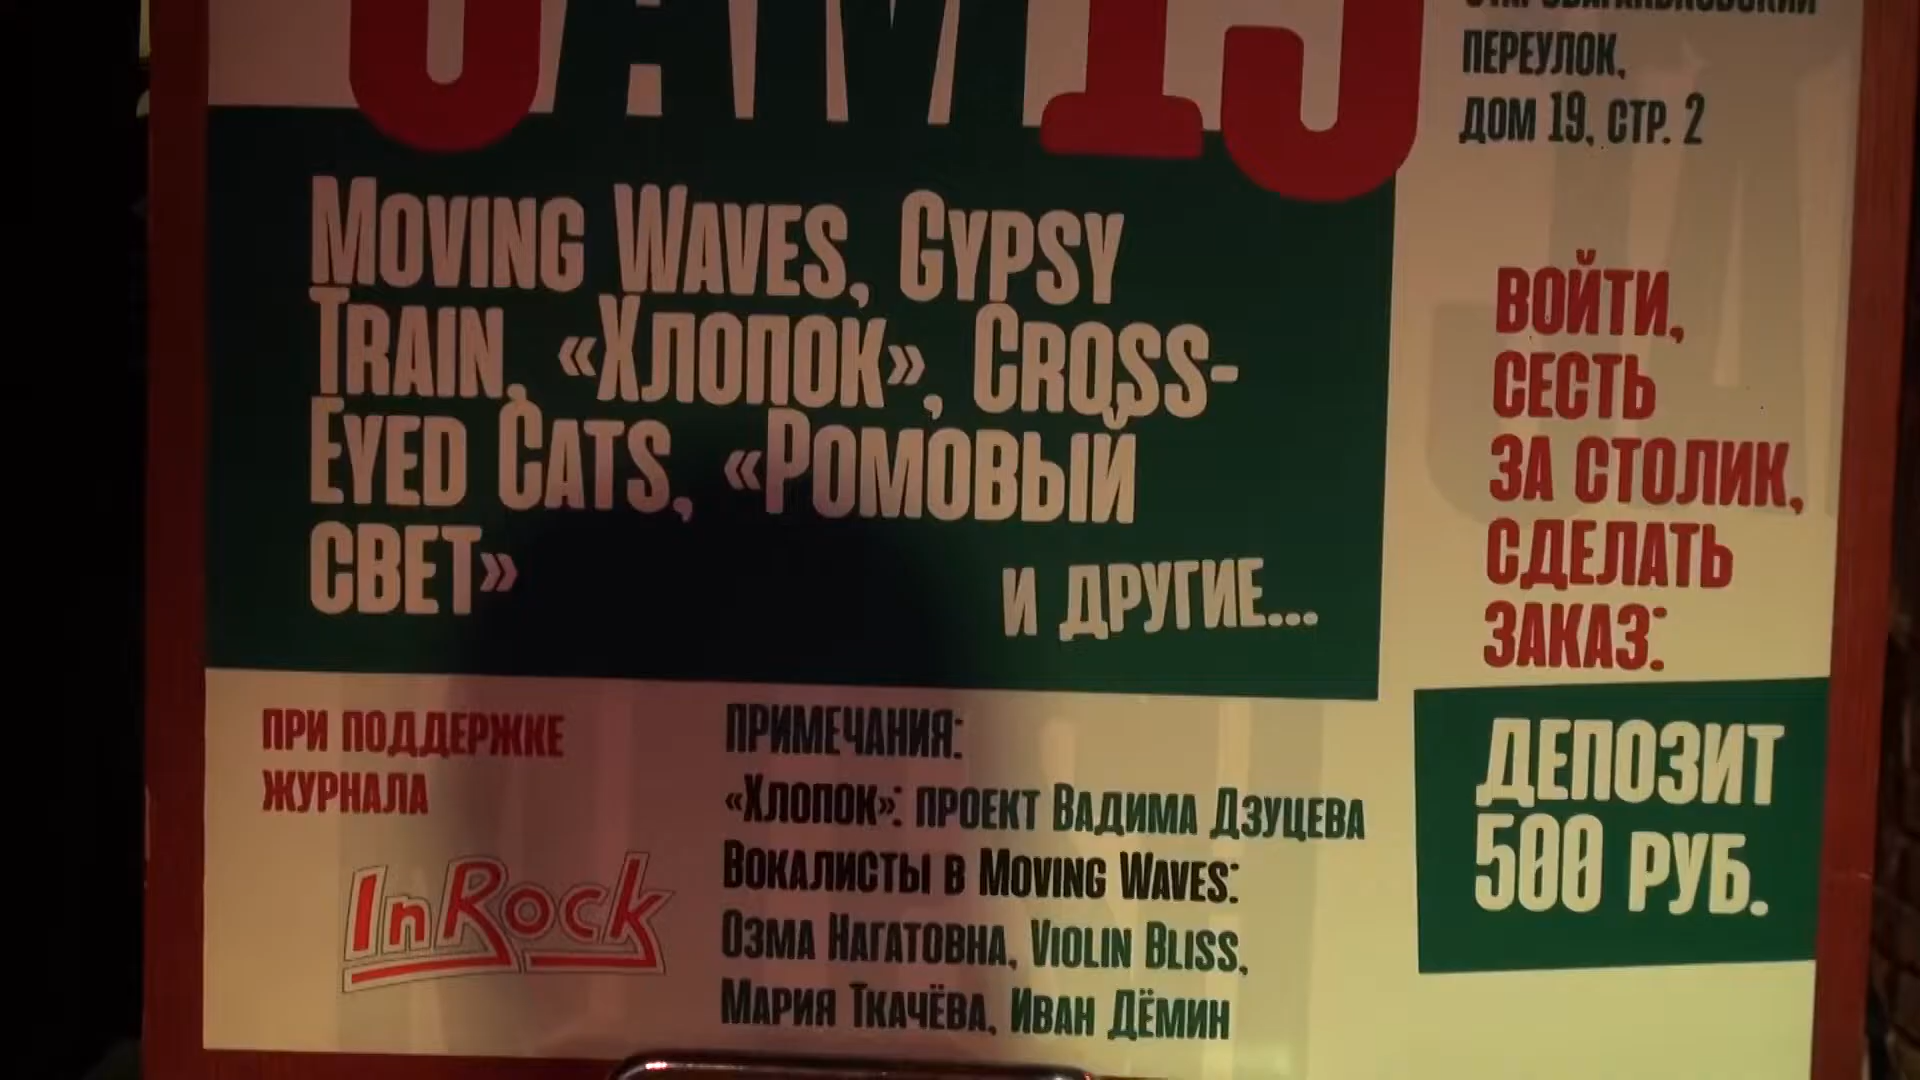 JAM 15
ПЕРЕУЛОК,
ДОМ 19, СТР. 2
MOVING WAVES, GYPSY
TRAIN, «ХЛОПОК», CROSS-
EYED CATS, «РОМОВЫЙ
СВЕТ»
И ДРУГИЕ...
ВОЙТИ,
СЕСТЬ
ЗА СТОЛИК,
СДЕЛАТЬ
ЗАКАЗ:
ДЕПОЗИТ
500 РУБ.
ПРИ ПОДДЕРЖКЕ
ЖУРНАЛА
InRock
ПРИМЕЧАНИЯ:
«ХЛОПОК»: ПРОЕКТ ВАДИМА ДЗУЦЕВА
ВОКАЛИСТЫ В MOVING WAVES:
ОЗМА НАГАТОВНА, VIOLIN BLISS,
МАРИЯ ТКАЧЁВА, ИВАН ДЁМИН